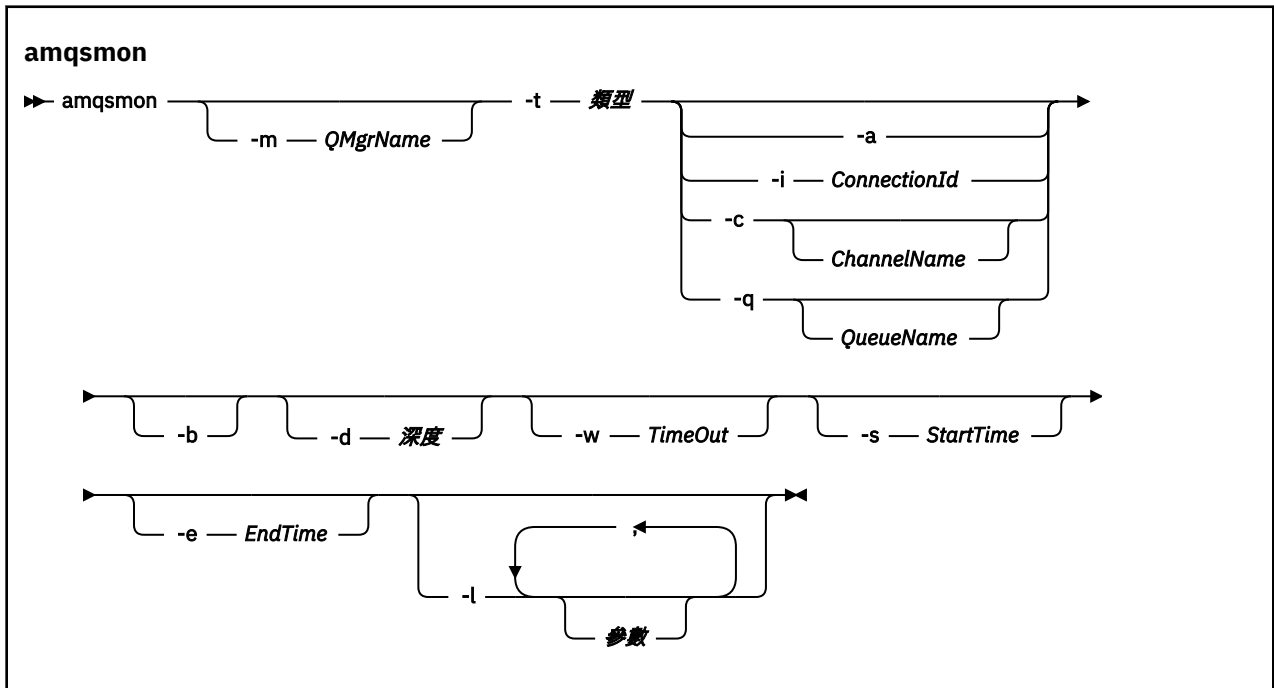 amqsmon
amqsmon -t 類型
-m QMgrName
-a
-i ConnectionId
-c
ChannelName
-q
QueueName
-b
-d 深度
-w TimeOut
-s StartTime
-e EndTime
,
-l
參數